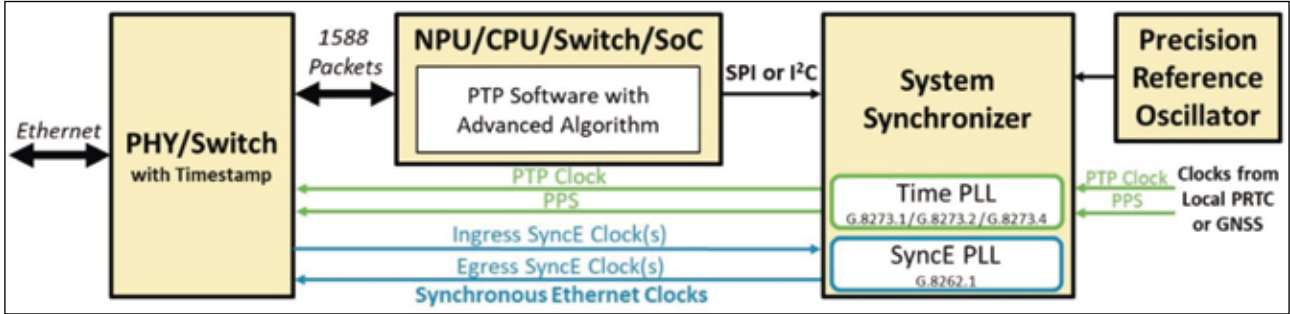 Ethernet
PHY/Switch
with Timestamp
1588
Packets
NPU/CPU/Switch/SoC
PTP Software with
Advanced Algorithm
SPI or I²C
System
Synchronizer
Precision
Reference
Oscillator
PTP Clock
PPS
Ingress SyncE Clock(s)
Egress SyncE Clock(s)
Synchronous Ethernet Clocks
Time PLL
G.8273.1/G.8273.2/G.8273.4
SyncE PLL
G.8262.1
PTP Clock
PPS
Clocks from
Local PRTC
or GNSS